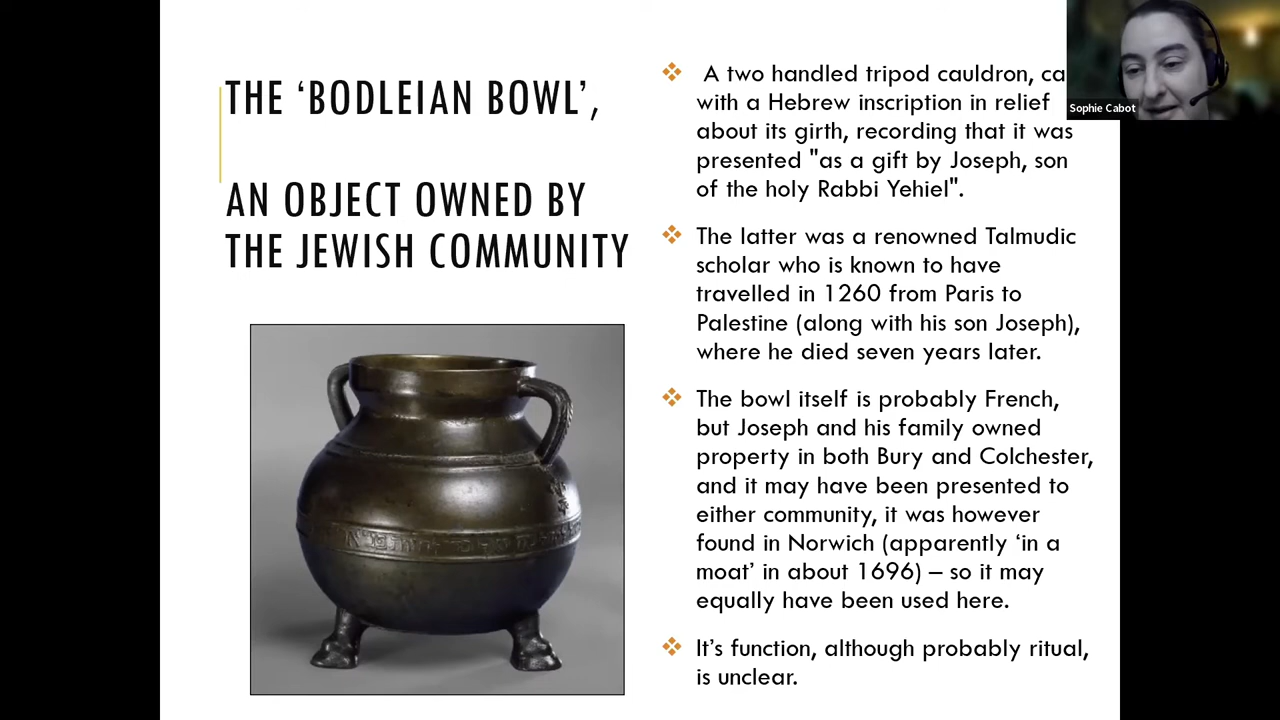 THE ‘BODLEIAN BOWL’,
AN OBJECT OWNED BY
THE JEWISH COMMUNITY
❖ A two handled tripod cauldron,
with a Hebrew inscription in relief
about its girth, recording that it was
presented "as a gift by Joseph, son
of the holy Rabbi Yehiel".
❖ The latter was a renowned Talmudic
scholar who is known to have
travelled in 1260 from Paris to
Palestine (along with his son Joseph),
where he died seven years later.
❖ The bowl itself is probably French,
but Joseph and his family owned
property in both Bury and Colchester,
and it may have been presented to
either community, it was however
found in Norwich (apparently ‘in a
moat’ in about 1696) – so it may
equally have been used here.
❖ It’s function, although probably ritual,
is unclear.
Sophie Cabot